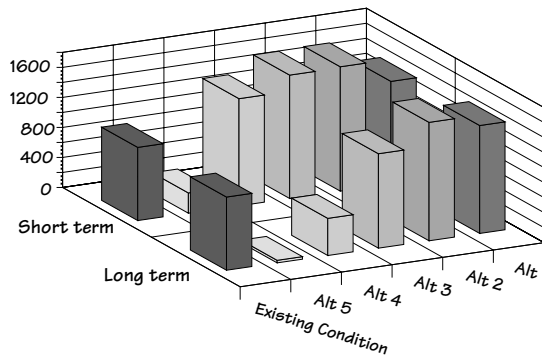 1600
1200
800
400
0
Short term
Long term
Existing Condition
Alt 5
Alt 4
Alt 3
Alt 2
Alt